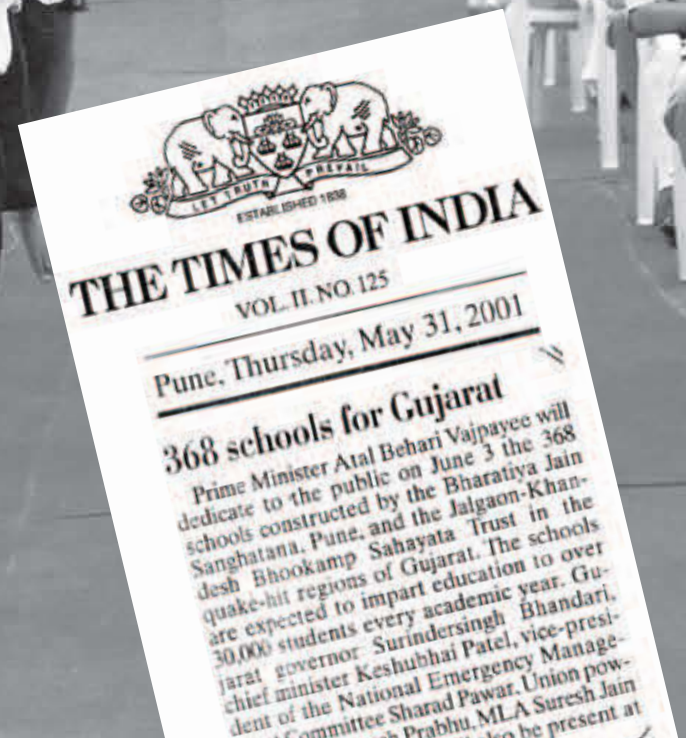 LET TRUTH PREVAIL
ESTABLISHED 1838
THE TIMES OF INDIA
VOL. II. NO. 125
Pune, Thursday, May 31, 2001
368 schools for Gujarat
Prime Minister Atal Behari Vajpayee will
dedicate to the public on June 3 the 368
schools constructed by the Bharatiya Jain
Sanghatana, Pune, and the Jalgaon-Khan-
desh Bhookamp Sahayata Trust in the
quake-hit regions of Gujarat. The schools
are expected to impart education to over
30,000 students every academic year. Gu-
jarat governor Surindersingh Bhandari,
chief minister Keshubhai Patel, vice-presi-
dent of the National Emergency Manage-
Committee Sharad Pawar, Union pow-
Prabhu, MLA Suresh Jain
be present at